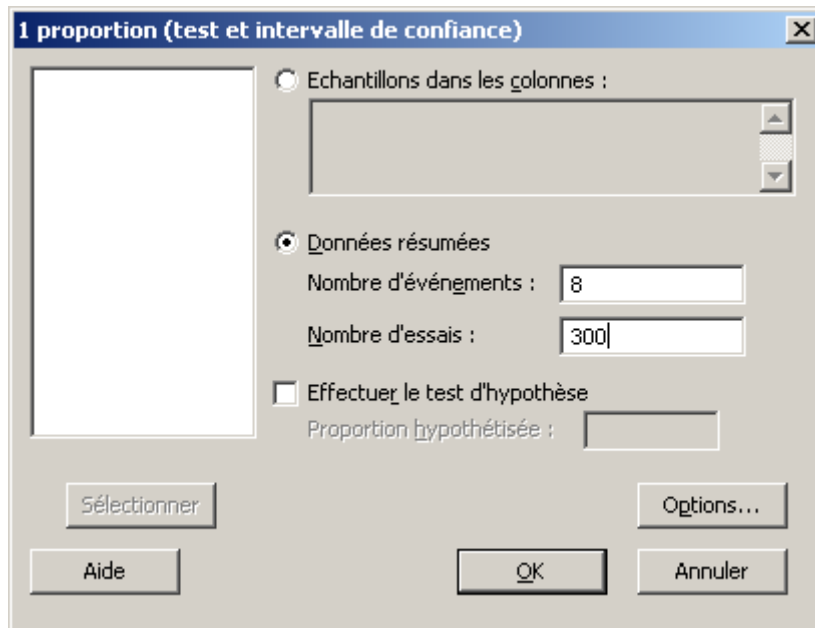 1 proportion (test et intervalle de confiance)
Echantillons dans les colonnes :
Données résumées
Nombre d'événements : 8
Nombre d'essais : 300
Effectuer le test d'hypothèse
Proportion hypothétisée :
Sélectionner
Options...
Aide
OK
Annuler